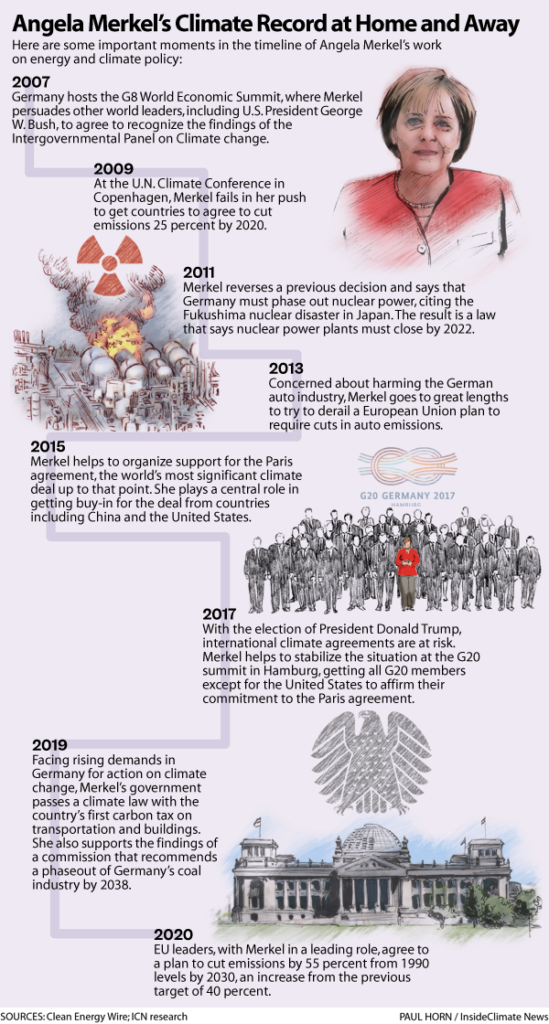 Angela Merkel's Climate Record at Home and Away
Here are some important moments in the timeline of Angela Merkel's work
on energy and climate policy:
2007
Germany hosts the G8 World Economic Summit, where Merkel
persuades other world leaders, including U.S. President George
W. Bush, to agree to recognize the findings of the
Intergovernmental Panel on Climate change.
2009
At the U.N. Climate Conference in
Copenhagen, Merkel fails in her push
to get countries to agree to cut
emissions 25 percent by 2020.
2011
Merkel reverses a previous decision and says that
Germany must phase out nuclear power, citing the
Fukushima nuclear disaster in Japan. The result is a law
that says nuclear power plants must close by 2022.
2013
Concerned about harming the German
auto industry, Merkel goes to great lengths
to try to derail a European Union plan to
require cuts in auto emissions.
2015
Merkel helps to organize support for the Paris
agreement, the world's most significant climate
deal up to that point. She plays a central role in
getting buy-in for the deal from countries
including China and the United States.
G20 GERMANY 2017
HAMBURG
2017
With the election of President Donald Trump,
international climate agreements are at risk.
Merkel helps to stabilize the situation at the G20
summit in Hamburg, getting all G20 members
except for the United States to affirm their
commitment to the Paris agreement.
2019
Facing rising demands in
Germany for action on climate
change, Merkel's government
passes a climate law with the
country's first carbon tax on
transportation and buildings.
She also supports the findings of
a commission that recommends
a phaseout of Germany's coal
industry by 2038.
2020
EU leaders, with Merkel in a leading role, agree to
a plan to cut emissions by 55 percent from 1990
levels by 2030, an increase from the previous
target of 40 percent.
SOURCES: Clean Energy Wire; ICN research
PAUL HORN / InsideClimate News